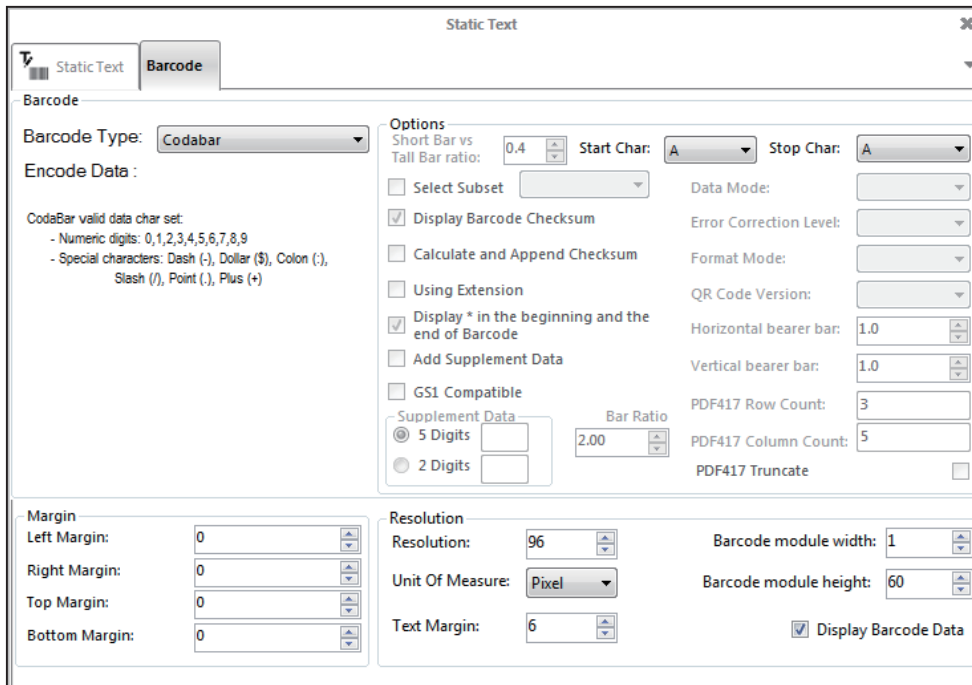 Static Text
Static Text
Barcode
Barcode
Barcode Type: Codabar
Encode Data :
CodaBar valid data char set:
- Numeric digits: 0,1,2,3,4,5,6,7,8,9
- Special characters: Dash (-), Dollar ($), Colon (:),
Slash (/), Point (.), Plus (+)
Options
Short Bar vs
Tall Bar ratio: 0.4 Start Char: A Stop Char: A
Select Subset
Display Barcode Checksum
Calculate and Append Checksum
Using Extension
Display * in the beginning and the
end of Barcode
Add Supplement Data
GS1 Compatible
Supplement Data
5 Digits
2 Digits
Bar Ratio
2.00
Data Mode:
Error Correction Level:
Format Mode:
QR Code Version:
Horizontal bearer bar: 1.0
Vertical bearer bar: 1.0
PDF417 Row Count: 3
PDF417 Column Count: 5
PDF417 Truncate
Margin
Left Margin: 0
Right Margin: 0
Top Margin: 0
Bottom Margin: 0
Resolution
Resolution: 96
Unit Of Measure: Pixel
Text Margin: 6
Barcode module width: 1
Barcode module height: 60
Display Barcode Data